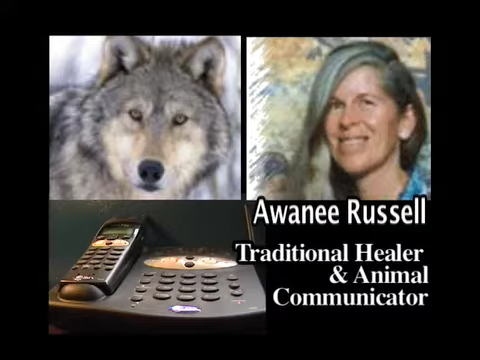 Awanee Russell
Traditional Healer
& Animal
Communicator